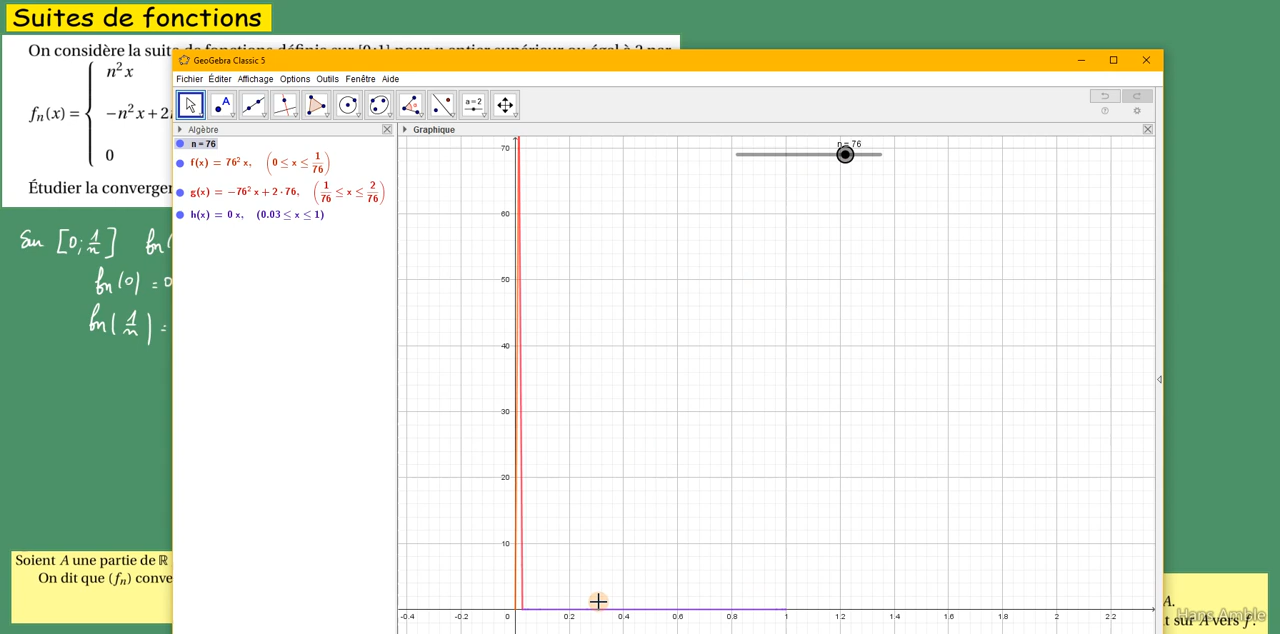 Suites de fonctions
On considère la suite de fonctions définie sur [0;1] pour n entier supérieur ou égal à 2 par
GeoGebra Classic 5
Fichier Éditer Affichage Options Outils Fenêtre Aide
a=2
Algèbre
Graphique
n = 76
f(x) = 76² x, (0 ≤ x ≤ 1/76)
g(x) = −76² x + 2 · 76, (1/76 ≤ x ≤ 2/76)
h(x) = 0 x, (0.03 ≤ x ≤ 1)
n = 76
n²x
fₙ(x) = { −n²x + 2
0
Étudier la converger
Sur [0; 1/n] fn(
fn(0) = 0
fn(1/n) =
70
60
50
40
30
20
10
-0.4 -0.2 0 0.2 0.4 0.6 0.8 1 1.2 1.4 1.6 1.8 2 2.2
Soient A une partie de ℝ
On dit que (fₙ) conve
A.
t sur A vers f.
Hans Amble